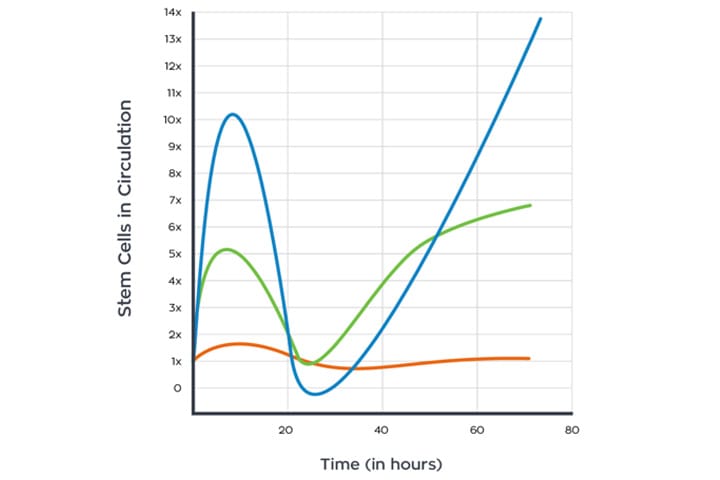 14x
13x
12x
11x
10x
9x
8x
7x
6x
5x
4x
3x
2x
1x
0
Stem Cells in Circulation
20 40 60 80
Time (in hours)